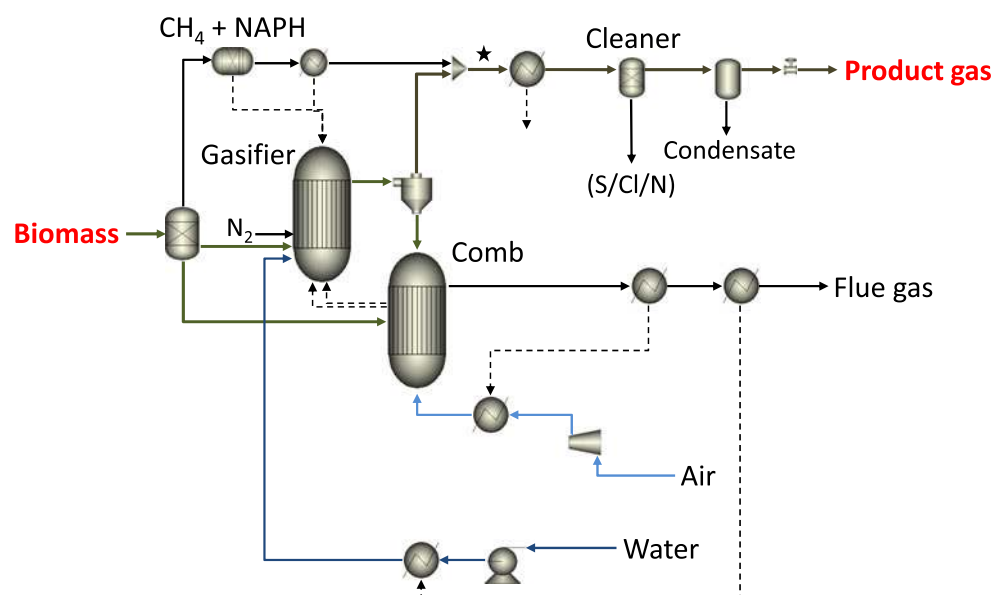 CH4 + NAPH
Cleaner
★
Product gas
Gasifier
Condensate
(S/Cl/N)
N2
Biomass
Comb
Flue gas
Air
Water